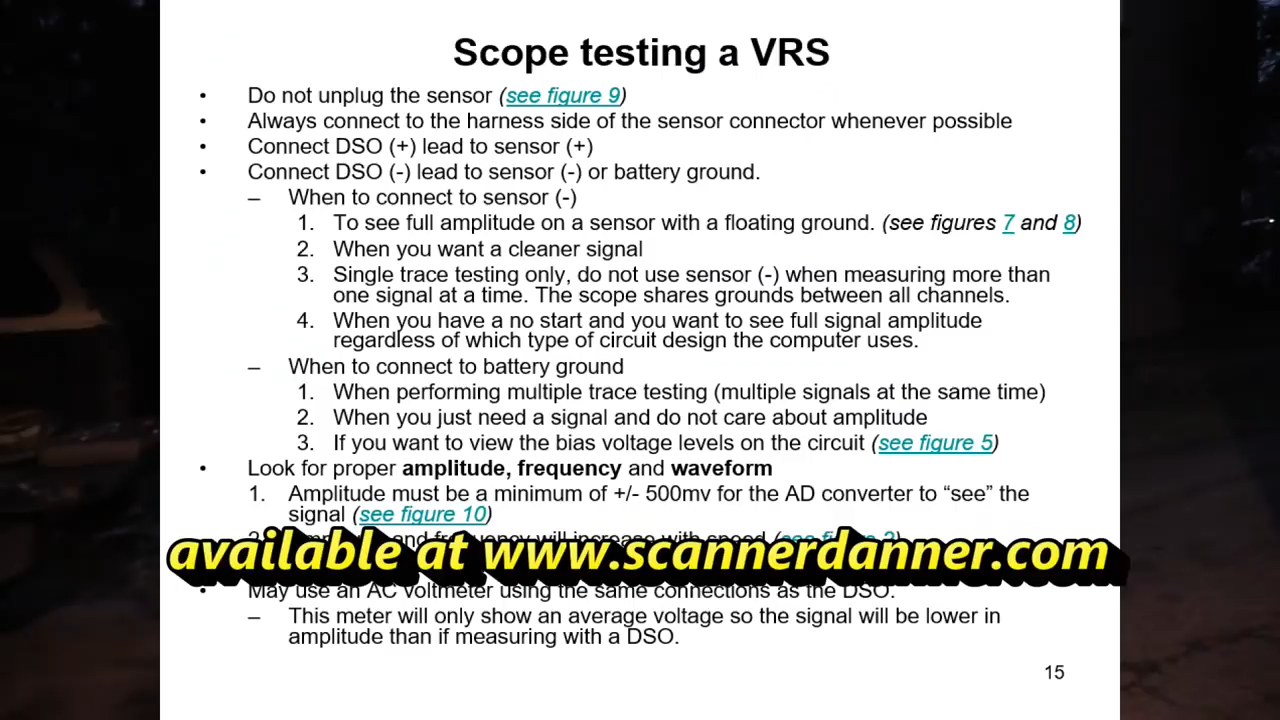 Scope testing a VRS
• Do not unplug the sensor (see figure 9)
• Always connect to the harness side of the sensor connector whenever possible
• Connect DSO (+) lead to sensor (+)
• Connect DSO (-) lead to sensor (-) or battery ground.
– When to connect to sensor (-)
1. To see full amplitude on a sensor with a floating ground. (see figures 7 and 8)
2. When you want a cleaner signal
3. Single trace testing only, do not use sensor (-) when measuring more than
one signal at a time. The scope shares grounds between all channels.
4. When you have a no start and you want to see full signal amplitude
regardless of which type of circuit design the computer uses.
– When to connect to battery ground
1. When performing multiple trace testing (multiple signals at the same time)
2. When you just need a signal and do not care about amplitude
3. If you want to view the bias voltage levels on the circuit (see figure 5)
• Look for proper amplitude, frequency and waveform
1. Amplitude must be a minimum of +/- 500mv for the AD converter to “see” the
signal (see figure 10)
and frequency will increase with speed (see figure 2)
available at www.scannerdanner.com
• May use an AC voltmeter using the same connections as the DSO.
– This meter will only show an average voltage so the signal will be lower in
amplitude than if measuring with a DSO.
15